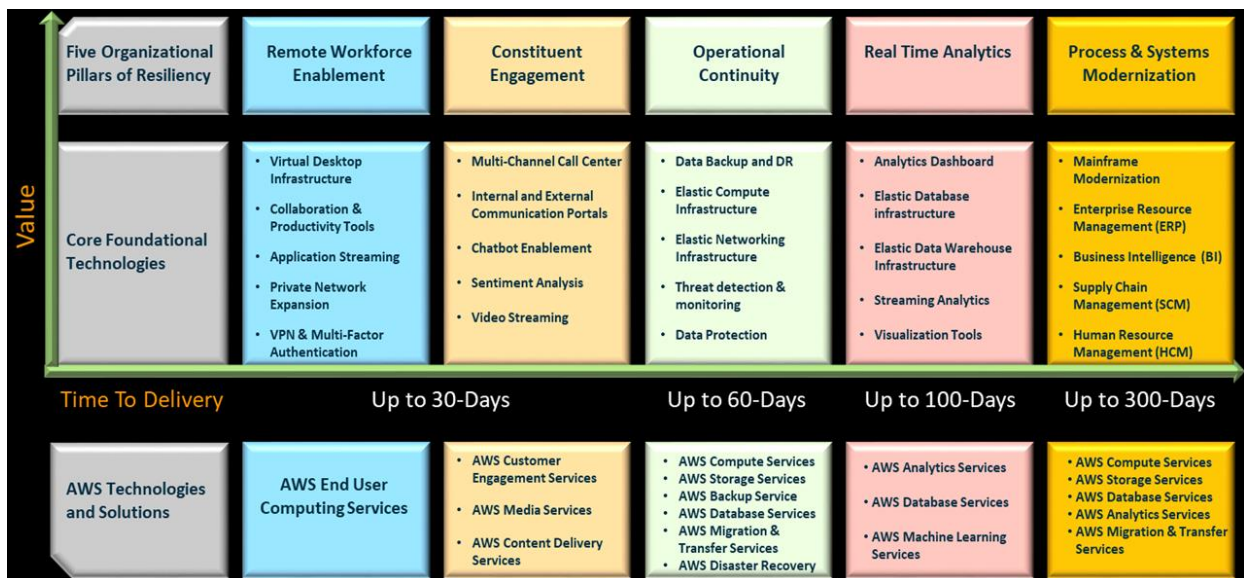 Five Organizational
Pillars of Resiliency
Remote Workforce
Enablement
Constituent
Engagement
Operational
Continuity
Real Time Analytics
Process & Systems
Modernization
Value
Core Foundational
Technologies
• Virtual Desktop
Infrastructure
• Collaboration &
Productivity Tools
• Application Streaming
• Private Network
Expansion
• VPN & Multi-Factor
Authentication
• Multi-Channel Call Center
• Internal and External
Communication Portals
• Chatbot Enablement
• Sentiment Analysis
• Video Streaming
• Data Backup and DR
• Elastic Compute
Infrastructure
• Elastic Networking
Infrastructure
• Threat detection &
monitoring
• Data Protection
• Analytics Dashboard
• Elastic Database
infrastructure
• Elastic Data Warehouse
Infrastructure
• Streaming Analytics
• Visualization Tools
• Mainframe
Modernization
• Enterprise Resource
Management (ERP)
• Business Intelligence (BI)
• Supply Chain
Management (SCM)
• Human Resource
Management (HCM)
Time To Delivery
Up to 30-Days
Up to 60-Days
Up to 100-Days
Up to 300-Days
AWS Technologies
and Solutions
AWS End User
Computing Services
• AWS Customer
Engagement Services
• AWS Media Services
• AWS Content Delivery
Services
• AWS Compute Services
• AWS Storage Services
• AWS Backup Service
• AWS Database Services
• AWS Migration &
Transfer Services
• AWS Disaster Recovery
• AWS Analytics Services
• AWS Database Services
• AWS Machine Learning
Services
• AWS Compute Services
• AWS Storage Services
• AWS Database Services
• AWS Analytics Services
• AWS Migration & Transfer
Services